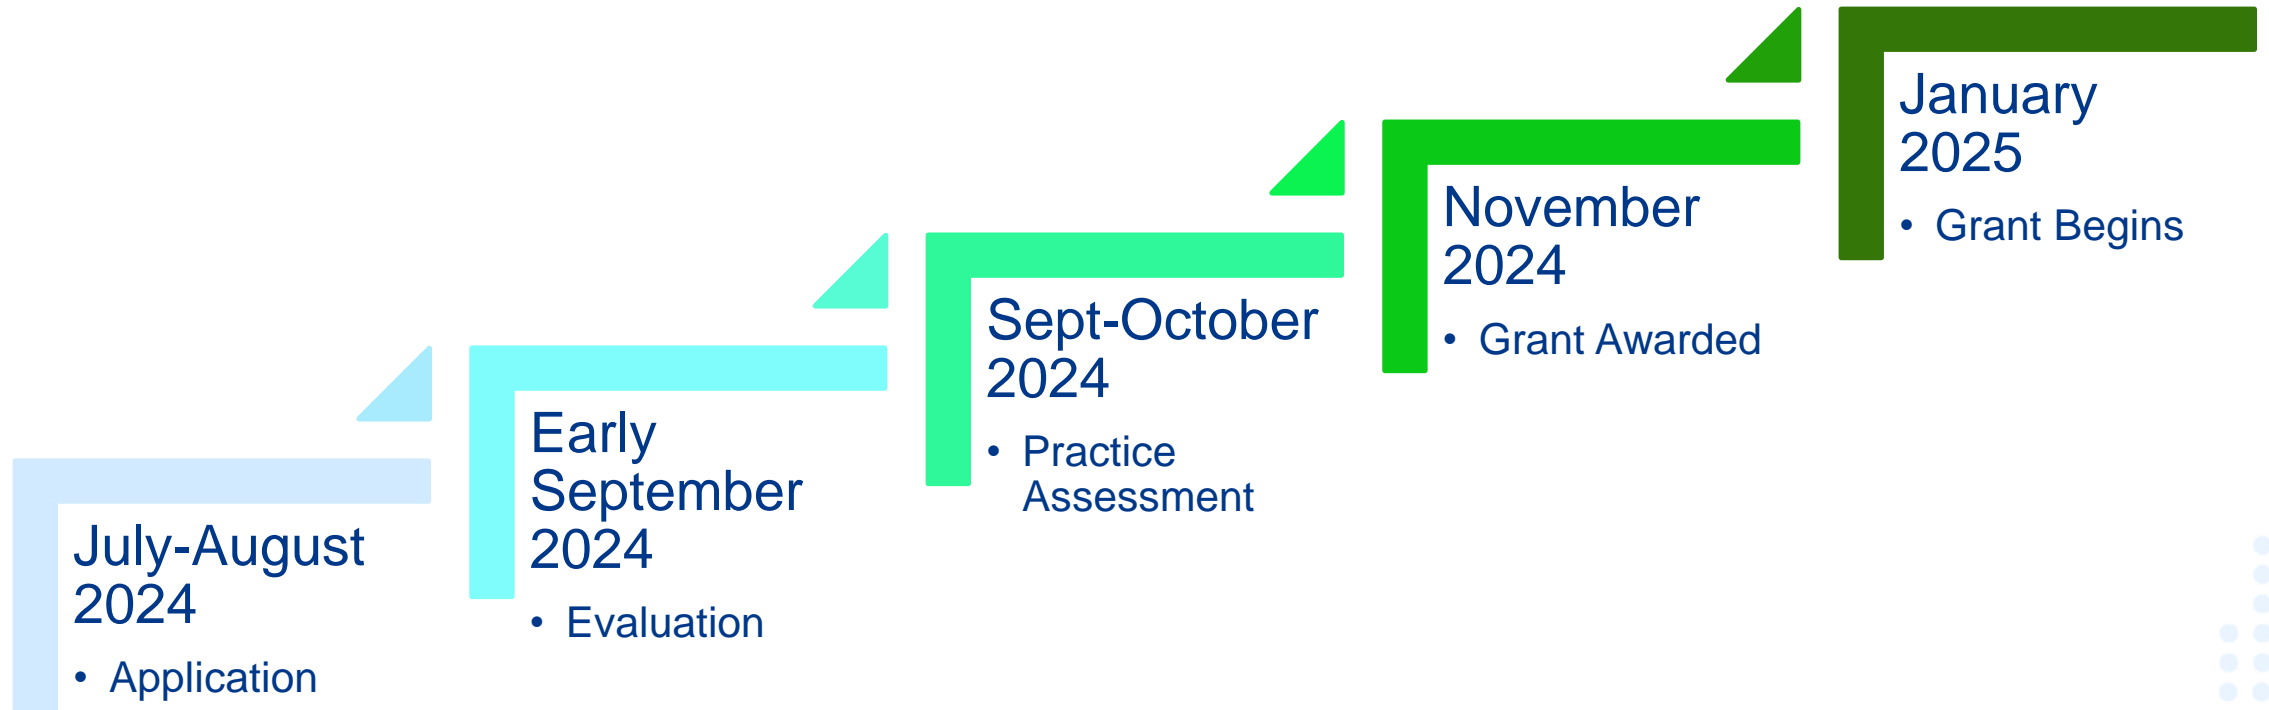 July-August
2024
• Application
Early
September
2024
• Evaluation
Sept-October
2024
• Practice
Assessment
November
2024
• Grant Awarded
January
2025
• Grant Begins